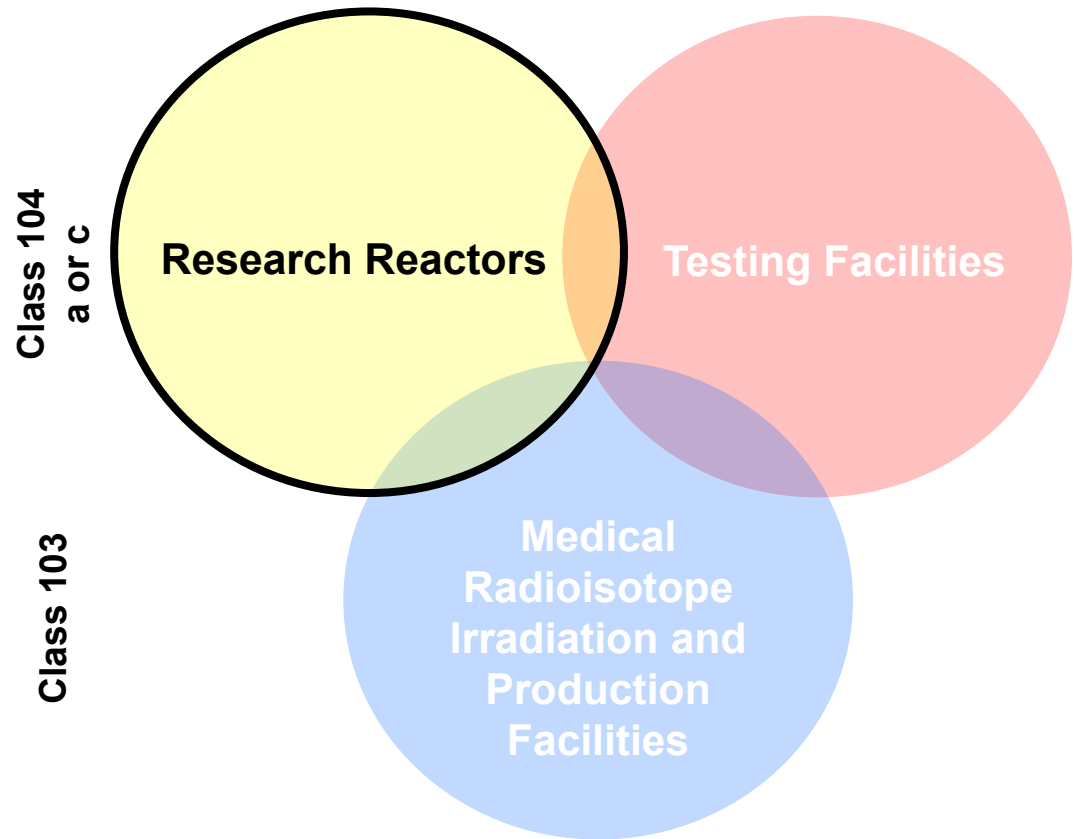 Class 104
a or c
Research Reactors
Testing Facilities
Class 103
Medical
Radioisotope
Irradiation and
Production
Facilities